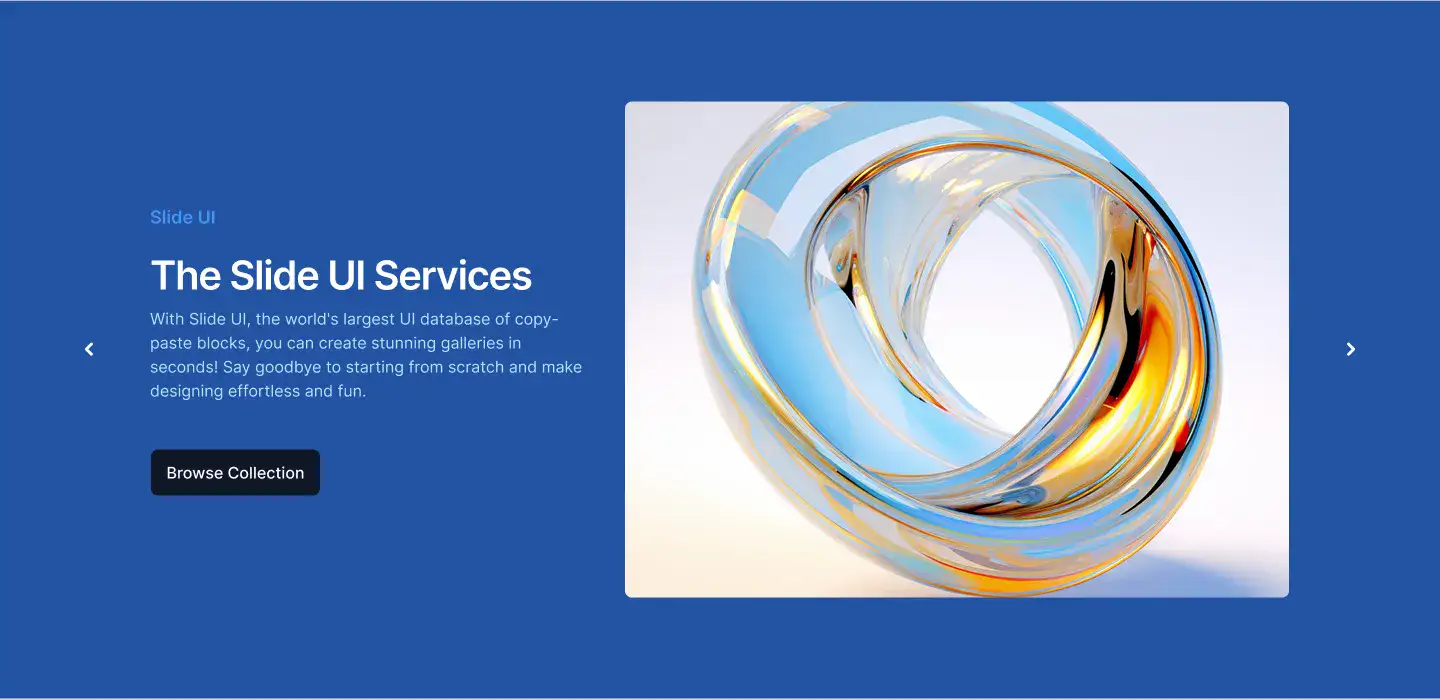 Slide UI
The Slide UI Services
With Slide UI, the world's largest UI database of copy-
paste blocks, you can create stunning galleries in
seconds! Say goodbye to starting from scratch and make
designing effortless and fun.
Browse Collection